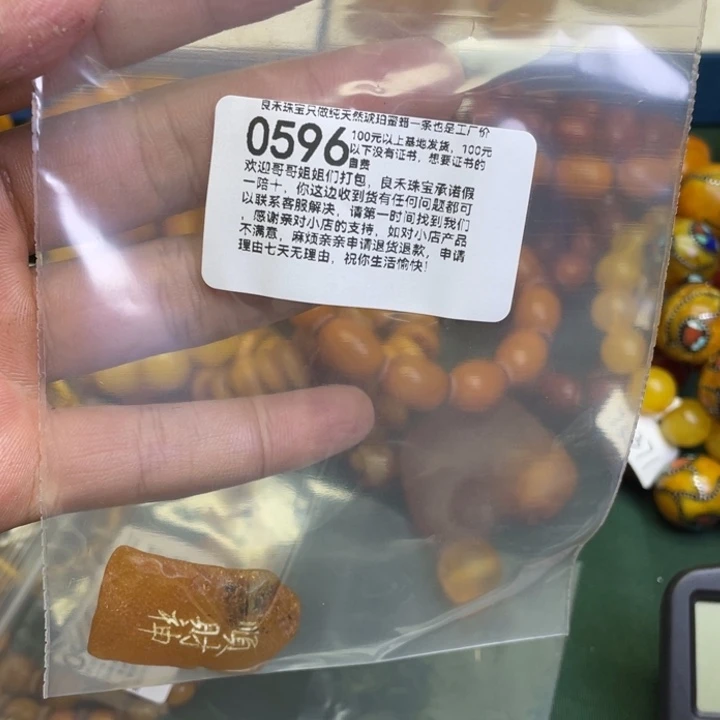 良禾珠宝只做纯天然琥珀蜜蜡一条也是工厂价
0596
100元以上基地发货，100元
以下没有证书，想要证书的
自费
欢迎哥哥姐姐们打包，良禾珠宝承诺假
一赔十，你这边收到货有任何问题都可
以联系客服解决，请第一时间找到我们
，感谢亲对小店的支持，如对小店产品
不满意，麻烦亲亲申请退货退款，申请
理由七天无理由，祝你生活愉快！
順財神